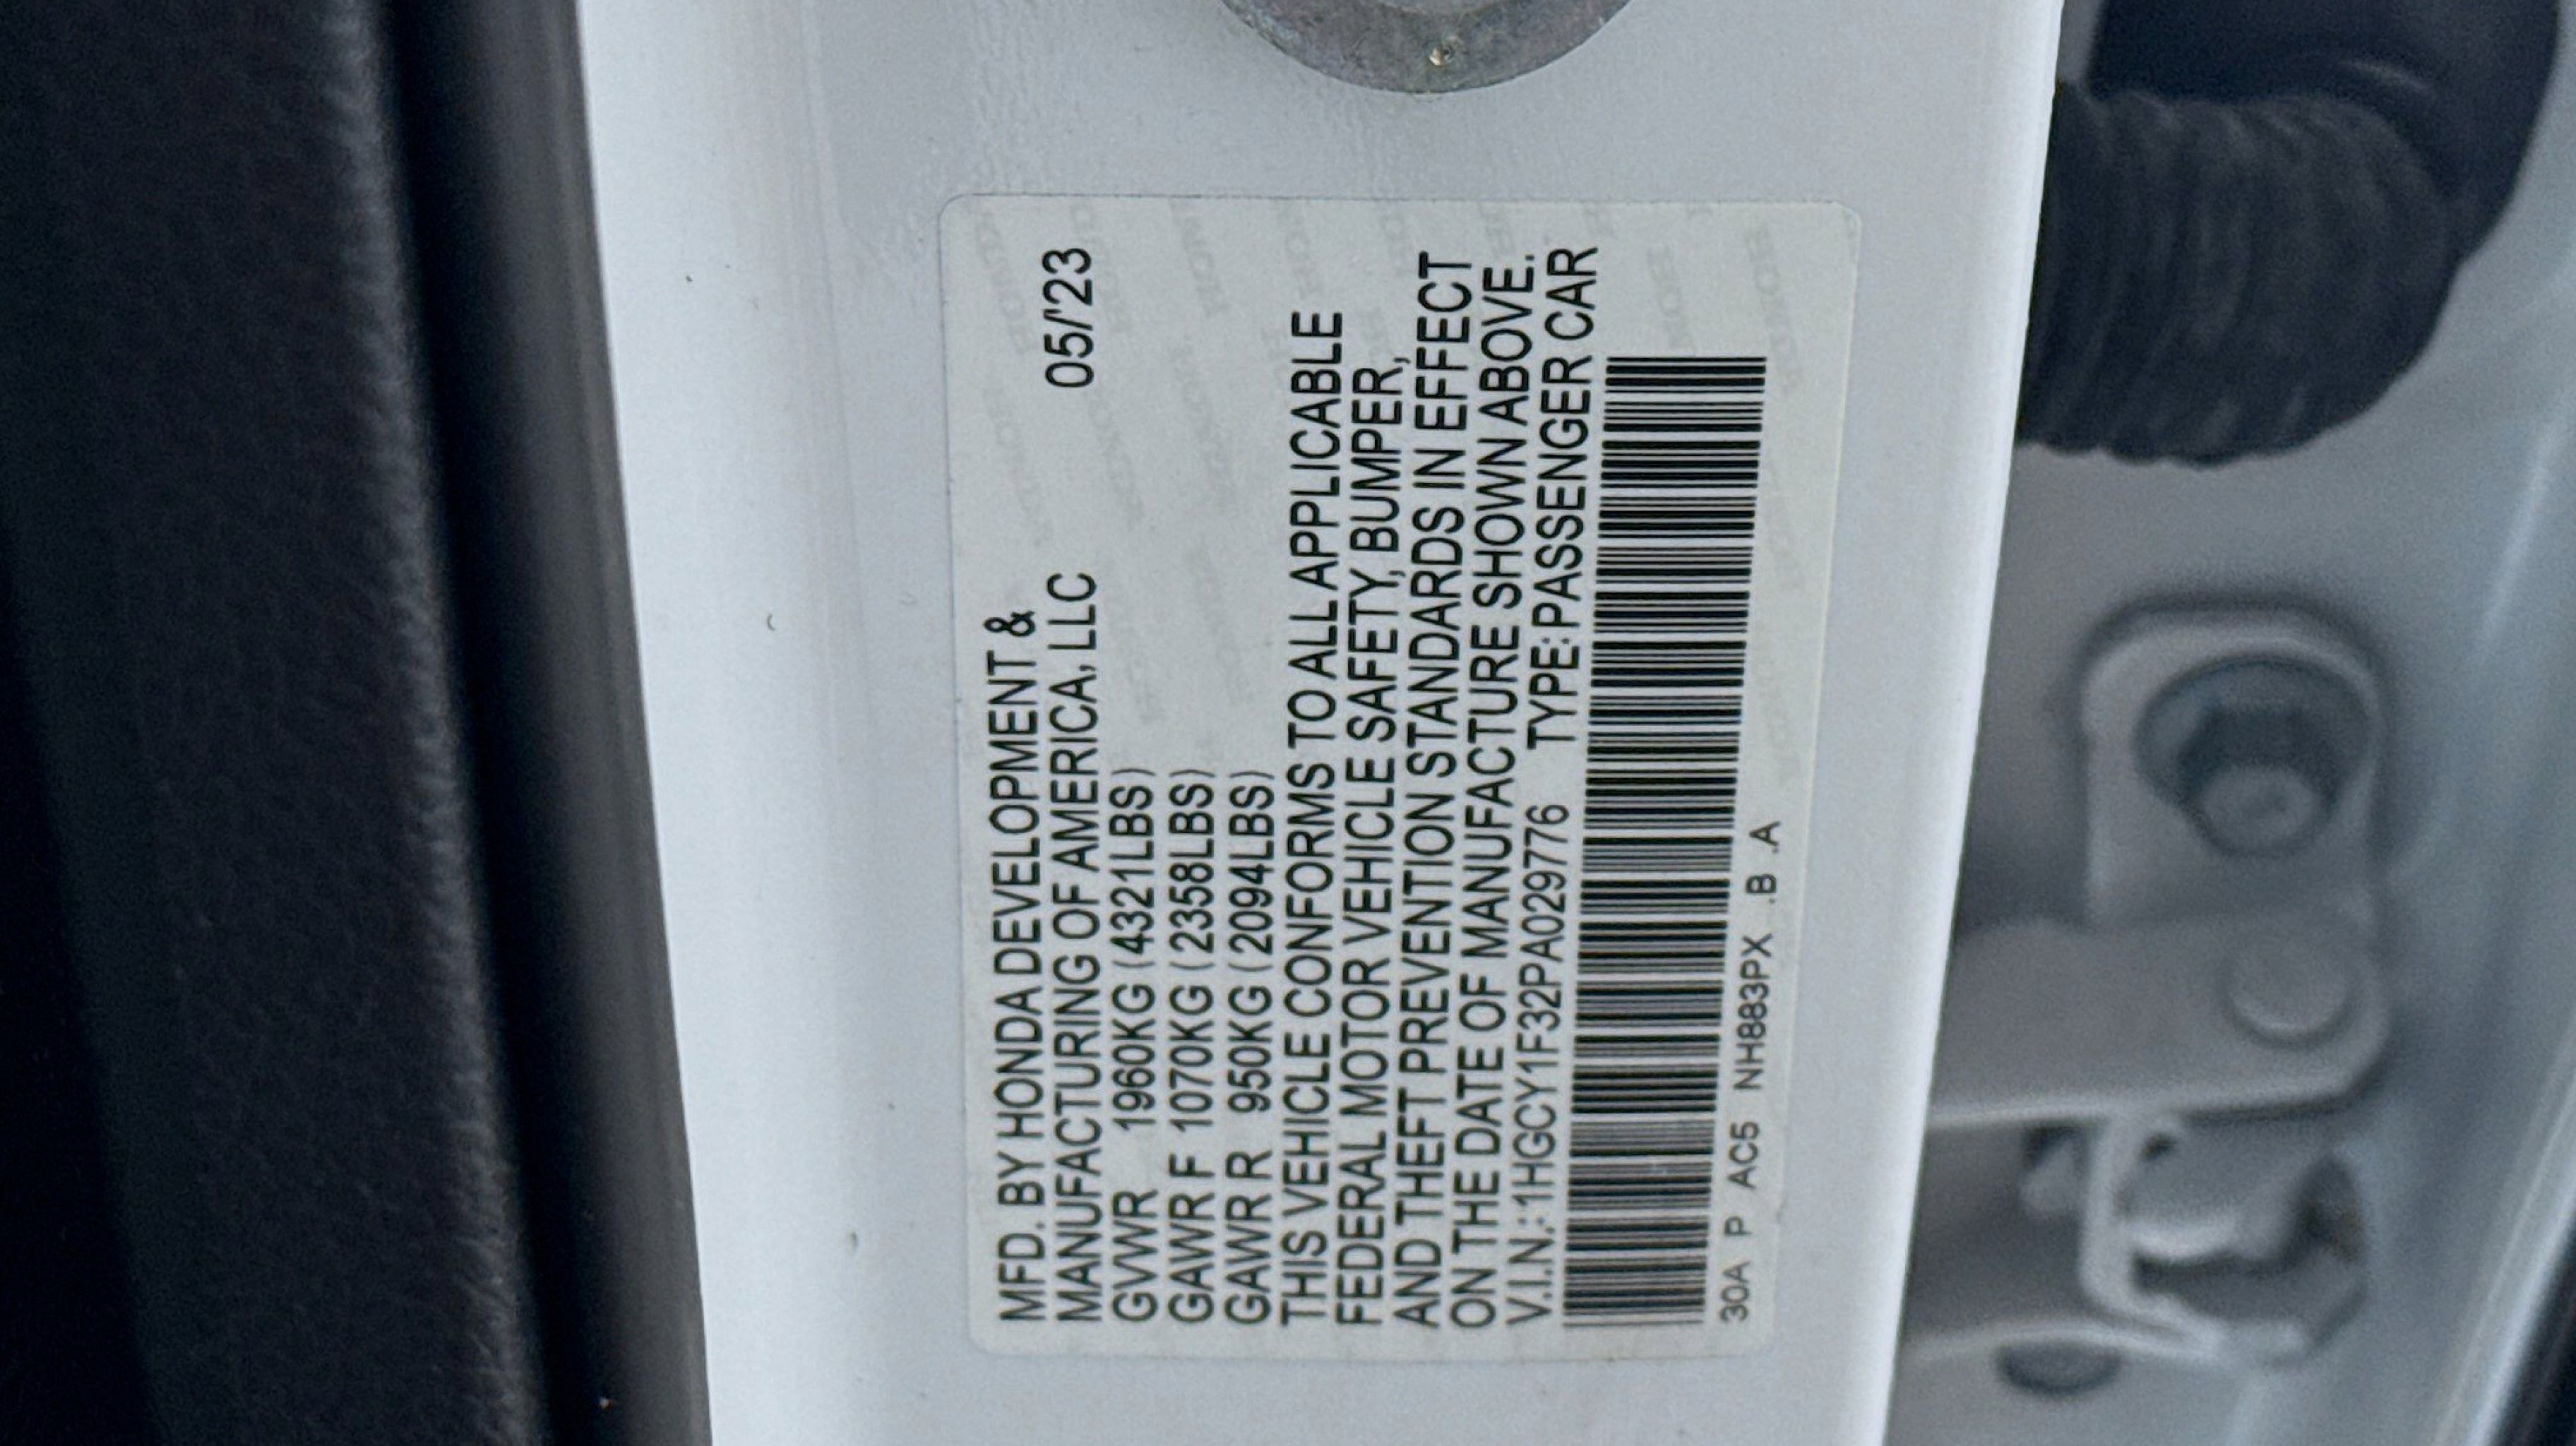 MFD. BY HONDA DEVELOPMENT &
MANUFACTURING OF AMERICA, LLC 05/'23
GVWR 1960KG (4321LBS)
GAWR F 1070KG (2358LBS)
GAWR R 950KG (2094LBS)
THIS VEHICLE CONFORMS TO ALL APPLICABLE
FEDERAL MOTOR VEHICLE SAFETY, BUMPER,
AND THEFT PREVENTION STANDARDS IN EFFECT
ON THE DATE OF MANUFACTURE SHOWN ABOVE.
V.I.N.: 1HGCY1F32PA029776 TYPE: PASSENGER CAR
30A P AC5 NH883PX .B .A